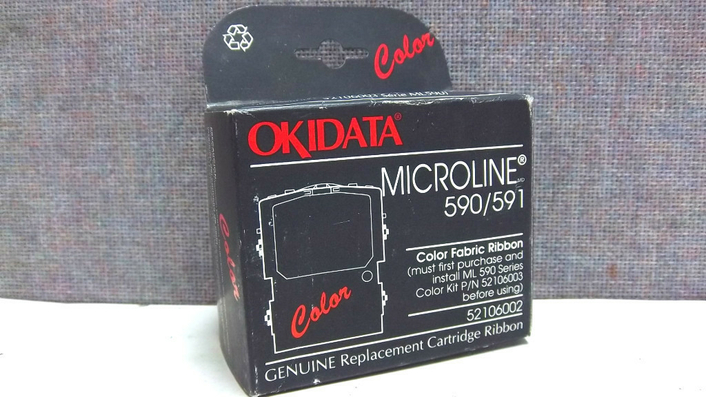 Color
OKIDATA®
MICROLINE®
590/591
Color Fabric Ribbon
(must first purchase and
install ML 590 Series
Color Kit P/N 52106003
before using)
52106002
Color
Color
GENUINE Replacement Cartridge Ribbon